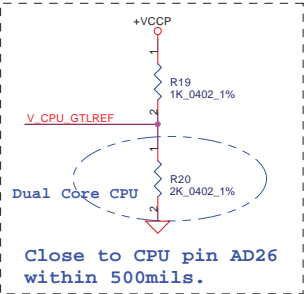 +VCCP
1
R19
1K_0402_1%
2
V_CPU_GTLREF
1
R20
2K_0402_1%
Dual Core CPU
2
Close to CPU pin AD26
within 500mils.